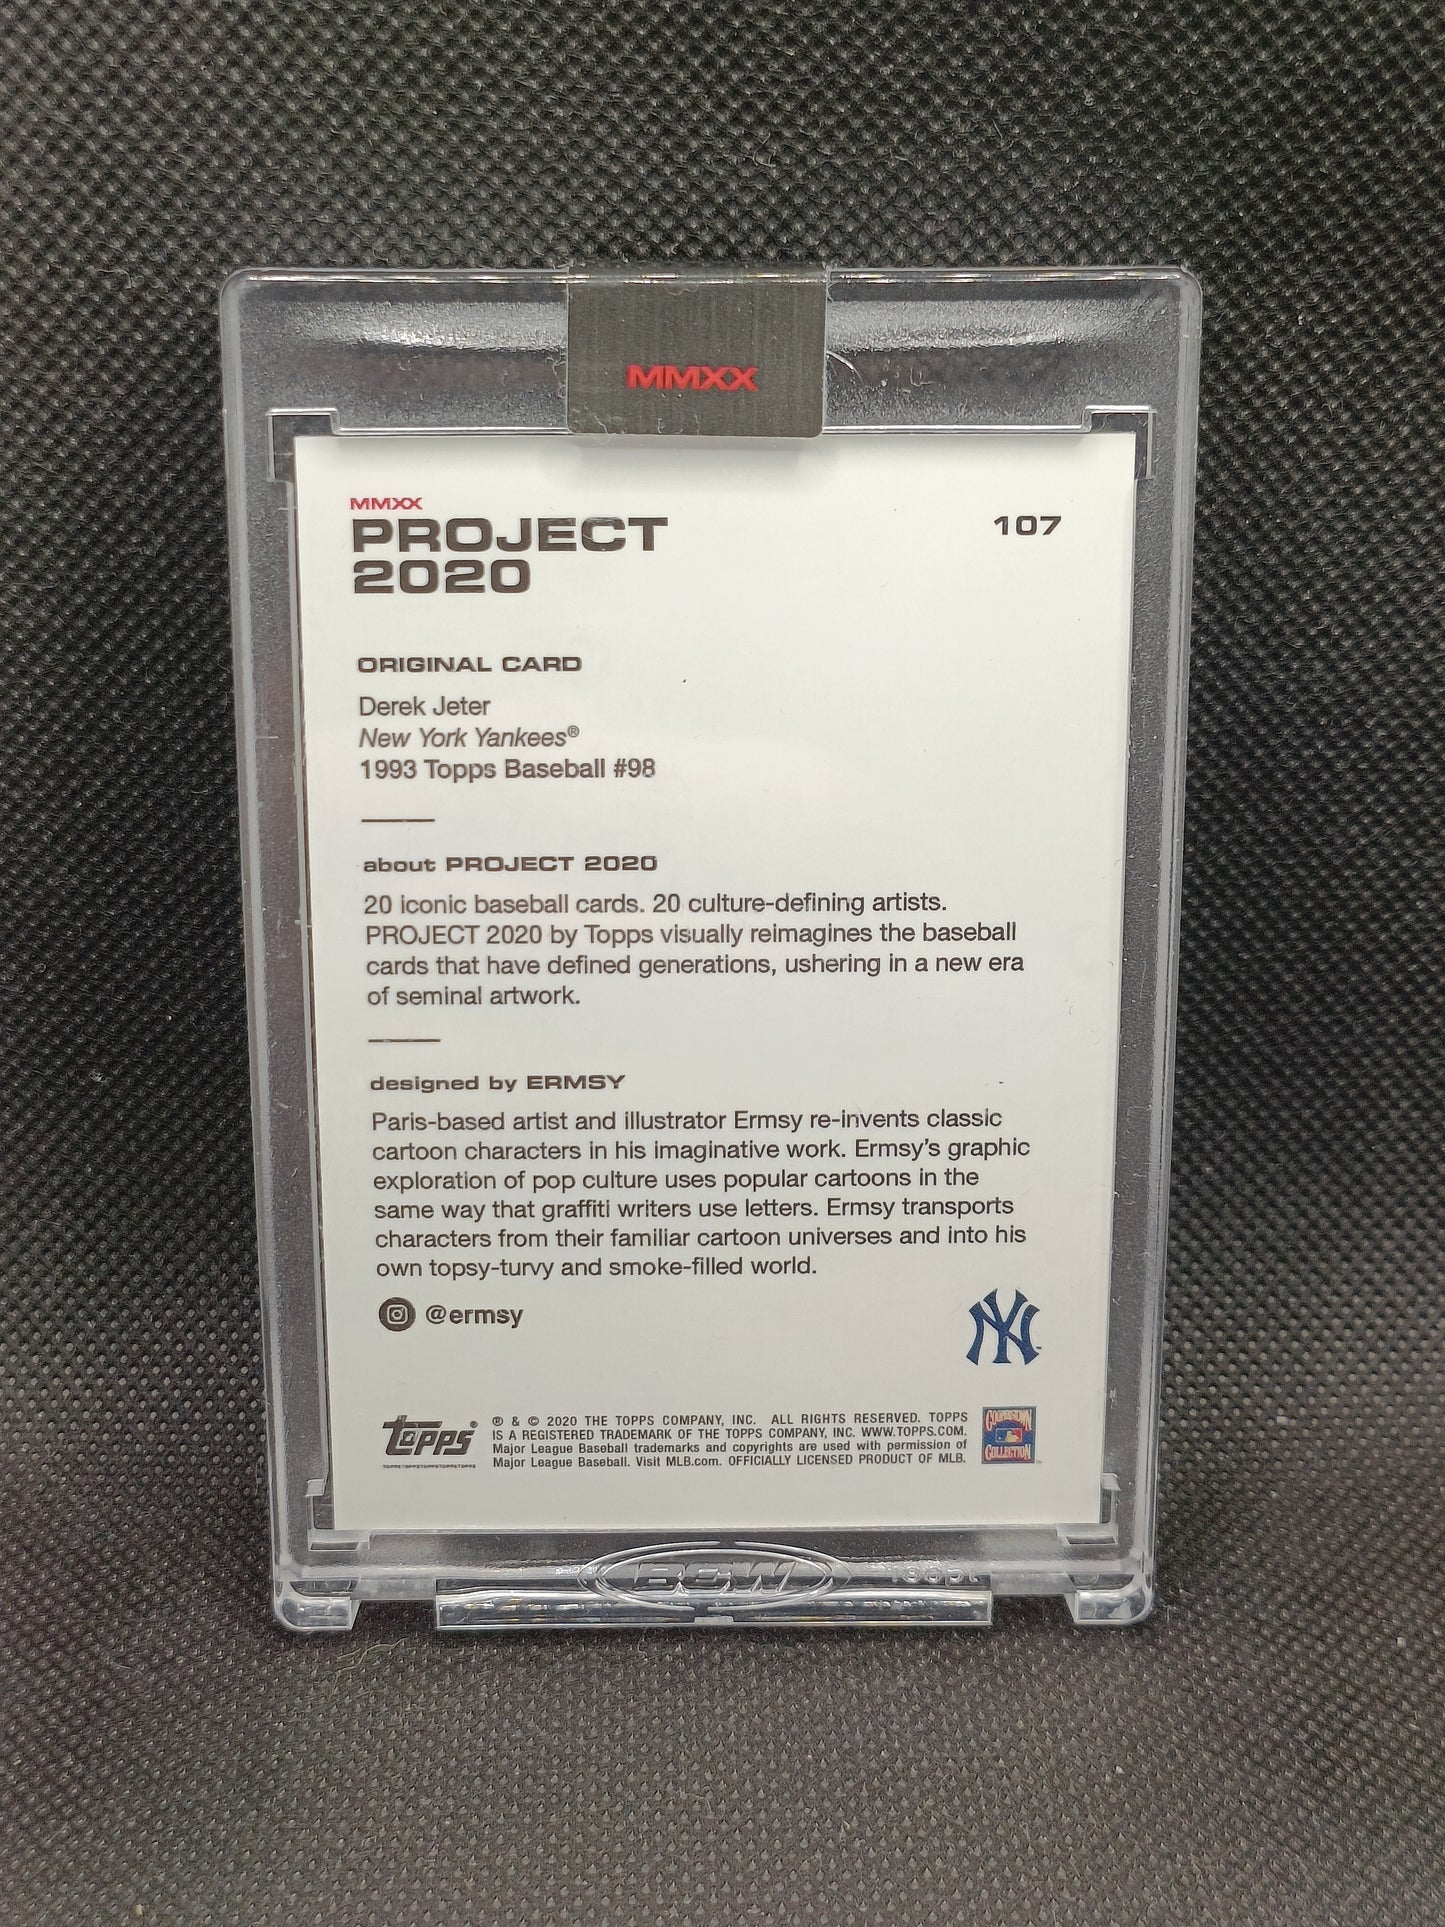 MMXX
MMXX
PROJECT
2020
107
ORIGINAL CARD
Derek Jeter
New York Yankees®
1993 Topps Baseball #98
about PROJECT 2020
20 iconic baseball cards. 20 culture-defining artists.
PROJECT 2020 by Topps visually reimagines the baseball
cards that have defined generations, ushering in a new era
of seminal artwork.
designed by ERMSY
Paris-based artist and illustrator Ermsy re-invents classic
cartoon characters in his imaginative work. Ermsy's graphic
exploration of pop culture uses popular cartoons in the
same way that graffiti writers use letters. Ermsy transports
characters from their familiar cartoon universes and into his
own topsy-turvy and smoke-filled world.
@ermsy
NY
Topps®
® & © 2020 THE TOPPS COMPANY, INC. ALL RIGHTS RESERVED. TOPPS
IS A REGISTERED TRADEMARK OF THE TOPPS COMPANY, INC. WWW.TOPPS.COM.
Major League Baseball trademarks and copyrights are used with permission of
Major League Baseball. Visit MLB.com. OFFICIALLY LICENSED PRODUCT OF MLB.
COOPERSTOWN
COLLECTION
BCW